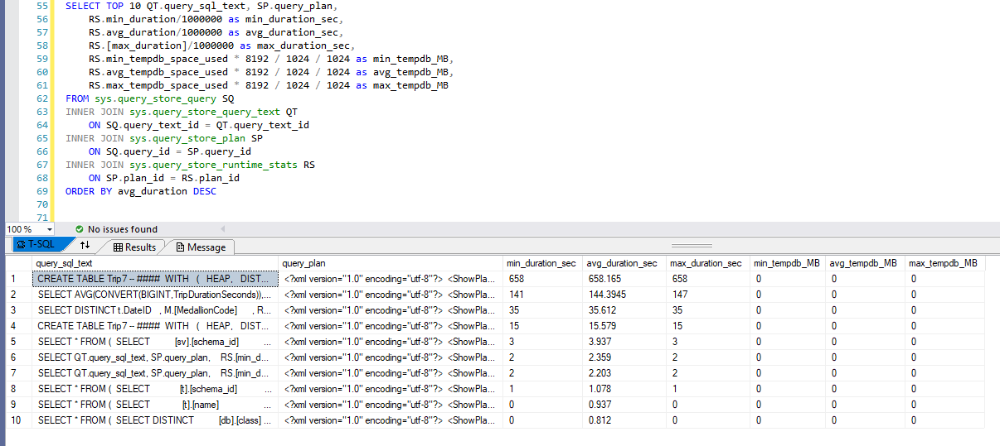 55 SELECT TOP 10 QT.query_sql_text, SP.query_plan,
56 RS.min_duration/1000000 as min_duration_sec,
57 RS.avg_duration/1000000 as avg_duration_sec,
58 RS.[max_duration]/1000000 as max_duration_sec,
59 RS.min_tempdb_space_used * 8192 / 1024 / 1024 as min_tempdb_MB,
60 RS.avg_tempdb_space_used * 8192 / 1024 / 1024 as avg_tempdb_MB,
61 RS.max_tempdb_space_used * 8192 / 1024 / 1024 as max_tempdb_MB
62 FROM sys.query_store_query SQ
63 INNER JOIN sys.query_store_query_text QT
64 ON SQ.query_text_id = QT.query_text_id
65 INNER JOIN sys.query_store_plan SP
66 ON SQ.query_id = SP.query_id
67 INNER JOIN sys.query_store_runtime_stats RS
68 ON SP.plan_id = RS.plan_id
69 ORDER BY avg_duration DESC
70
71
100 % No issues found
T-SQL Results Message
query_sql_text query_plan min_duration_sec avg_duration_sec max_duration_sec min_tempdb_MB avg_tempdb_MB max_tempdb_MB
1 CREATE TABLE Trip7 -- #### WITH ( HEAP, DIST... <?xml version="1.0" encoding="utf-8"?> <ShowPla... 658 658.165 658 0 0 0
2 SELECT AVG(CONVERT(BIGINT,TripDurationSeconds)),... <?xml version="1.0" encoding="utf-8"?> <ShowPla... 141 144.3945 147 0 0 0
3 SELECT DISTINCT t.DateID , M.[MedallionCode] , R... <?xml version="1.0" encoding="utf-8"?> <ShowPla... 35 35.612 35 0 0 0
4 CREATE TABLE Trip7 -- #### WITH ( HEAP, DIST... <?xml version="1.0" encoding="utf-8"?> <ShowPla... 15 15.579 15 0 0 0
5 SELECT * FROM ( SELECT [sv].[schema_id] ... <?xml version="1.0" encoding="utf-8"?> <ShowPla... 3 3.937 3 0 0 0
6 SELECT QT.query_sql_text, SP.query_plan, RS.[min_d... <?xml version="1.0" encoding="utf-8"?> <ShowPla... 2 2.359 2 0 0 0
7 SELECT QT.query_sql_text, SP.query_plan, RS.[min_d... <?xml version="1.0" encoding="utf-8"?> <ShowPla... 2 2.203 2 0 0 0
8 SELECT * FROM ( SELECT [t].[schema_id] ... <?xml version="1.0" encoding="utf-8"?> <ShowPla... 1 1.078 1 0 0 0
9 SELECT * FROM ( SELECT [t].[name] ... <?xml version="1.0" encoding="utf-8"?> <ShowPla... 0 0.937 0 0 0 0
10 SELECT * FROM ( SELECT DISTINCT [db].[class] ... <?xml version="1.0" encoding="utf-8"?> <ShowPla... 0 0.812 0 0 0 0